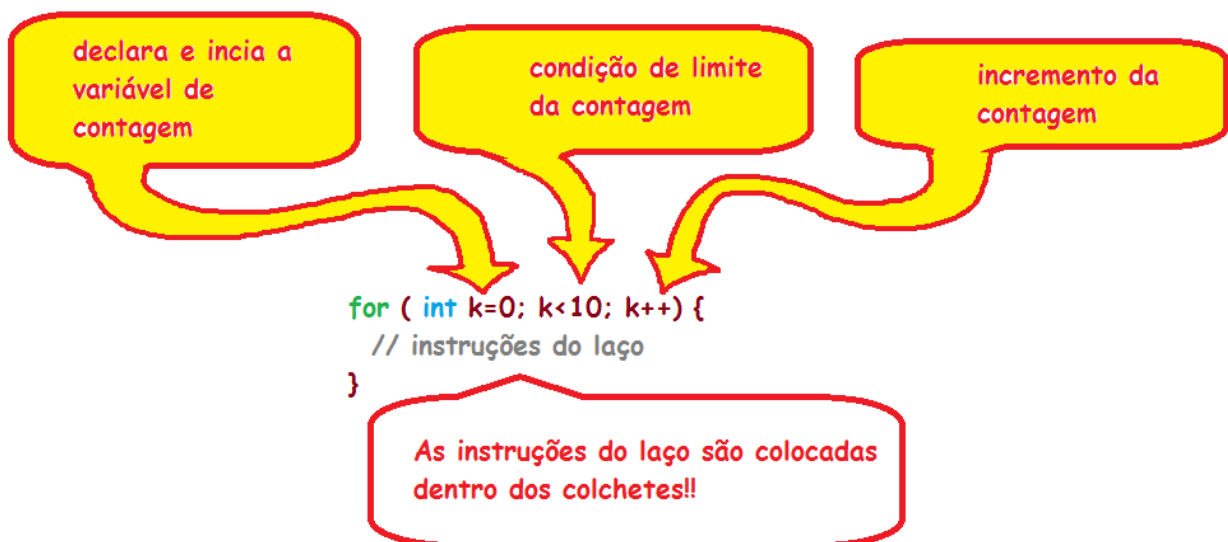 declara e incia a
variável de
contagem
condição de limite
da contagem
incremento da
contagem
for ( int k=0; k<10; k++) {
// instruções do laço
}
As instruções do laço são colocadas
dentro dos colchetes!!